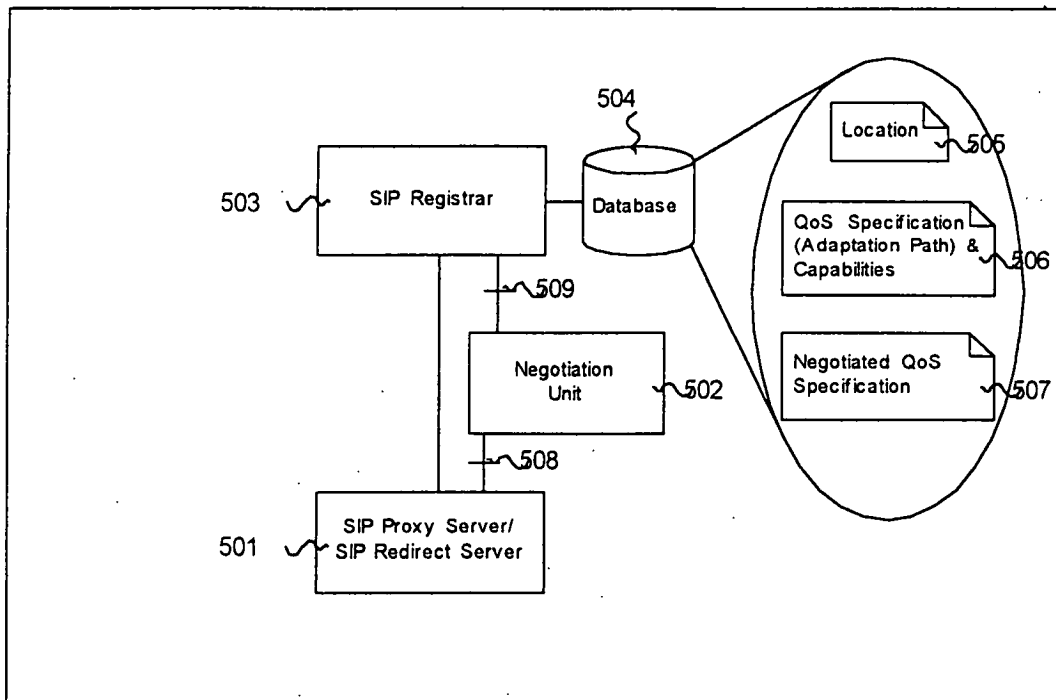 504
Location
505
503
SIP Registrar
Database
QoS Specification
(Adaptation Path) &
Capabilities
506
509
Negotiation
Unit
502
Negotiated QoS
Specification
507
508
501
SIP Proxy Server/
SIP Redirect Server